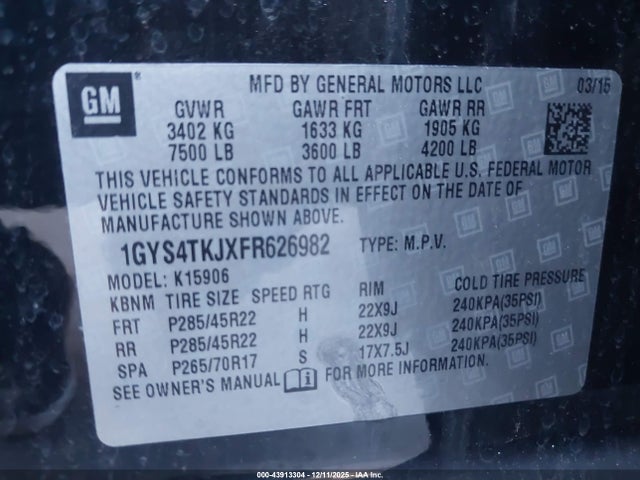 GM
MFD BY GENERAL MOTORS LLC 03/15
GVWR GAWR FRT GAWR RR
3402 KG 1633 KG 1905 KG
7500 LB 3600 LB 4200 LB
THIS VEHICLE CONFORMS TO ALL APPLICABLE U.S. FEDERAL MOTOR
VEHICLE SAFETY STANDARDS IN EFFECT ON THE DATE OF
MANUFACTURE SHOWN ABOVE.
1GYS4TKJXFR626982 TYPE: M.P.V.
MODEL: K15906
KBNM TIRE SIZE SPEED RTG RIM COLD TIRE PRESSURE
FRT P285/45R22 H 22X9J 240KPA(35PSI)
RR P285/45R22 H 22X9J 240KPA(35PSI)
SPA P265/70R17 S 17X7.5J 240KPA(35PSI)
SEE OWNER'S MANUAL FOR MORE INFORMATION.
000-43913304 - 12/11/2025 - IAA Inc.